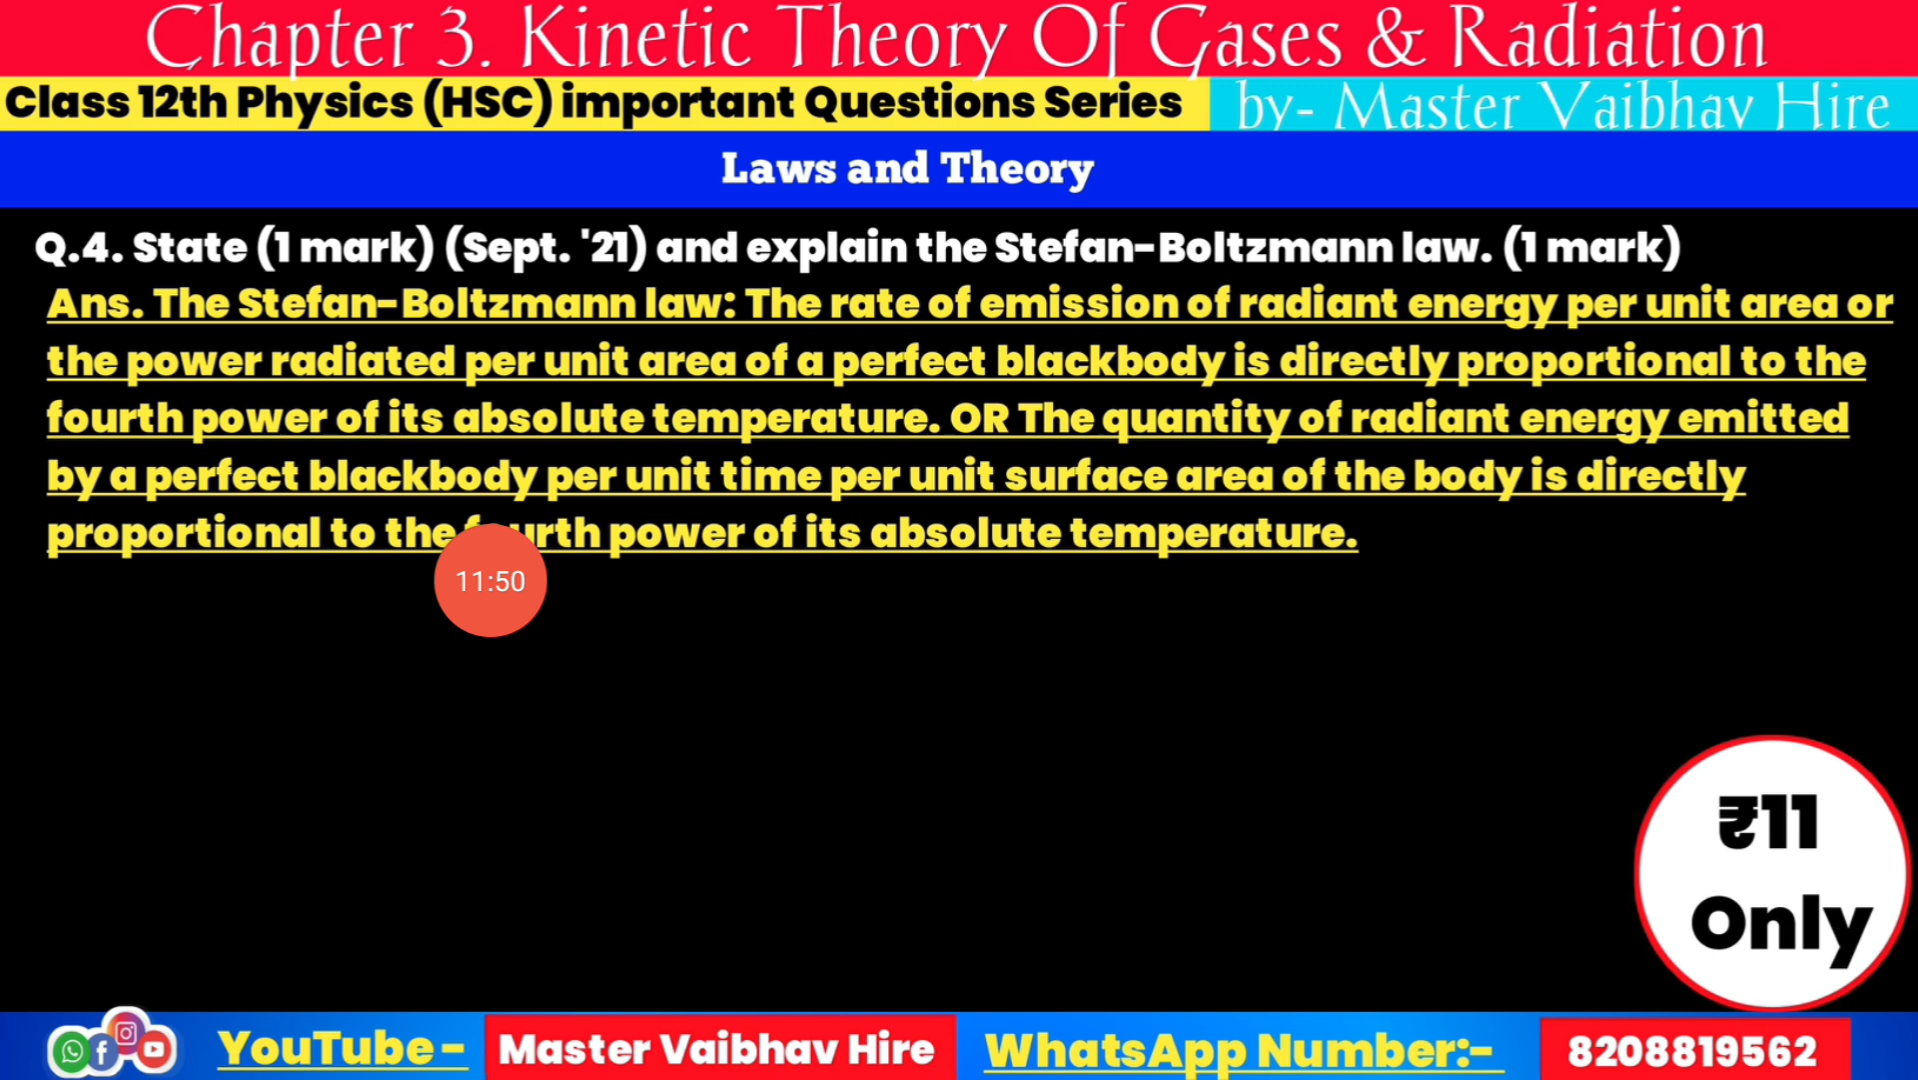 Chapter 3. Kinetic Theory Of Gases & Radiation
Class 12th Physics (HSC) important Questions Series
by- Master Vaibhav Hire
Laws and Theory
Q.4. State (1 mark) (Sept. '21) and explain the Stefan-Boltzmann law. (1 mark)
Ans. The Stefan-Boltzmann law: The rate of emission of radiant energy per unit area or
the power radiated per unit area of a perfect blackbody is directly proportional to the
fourth power of its absolute temperature. OR The quantity of radiant energy emitted
by a perfect blackbody per unit time per unit surface area of the body is directly
proportional to the fourth power of its absolute temperature.
11:50
₹11
Only
YouTube-
Master Vaibhav Hire
WhatsApp Number:-
8208819562